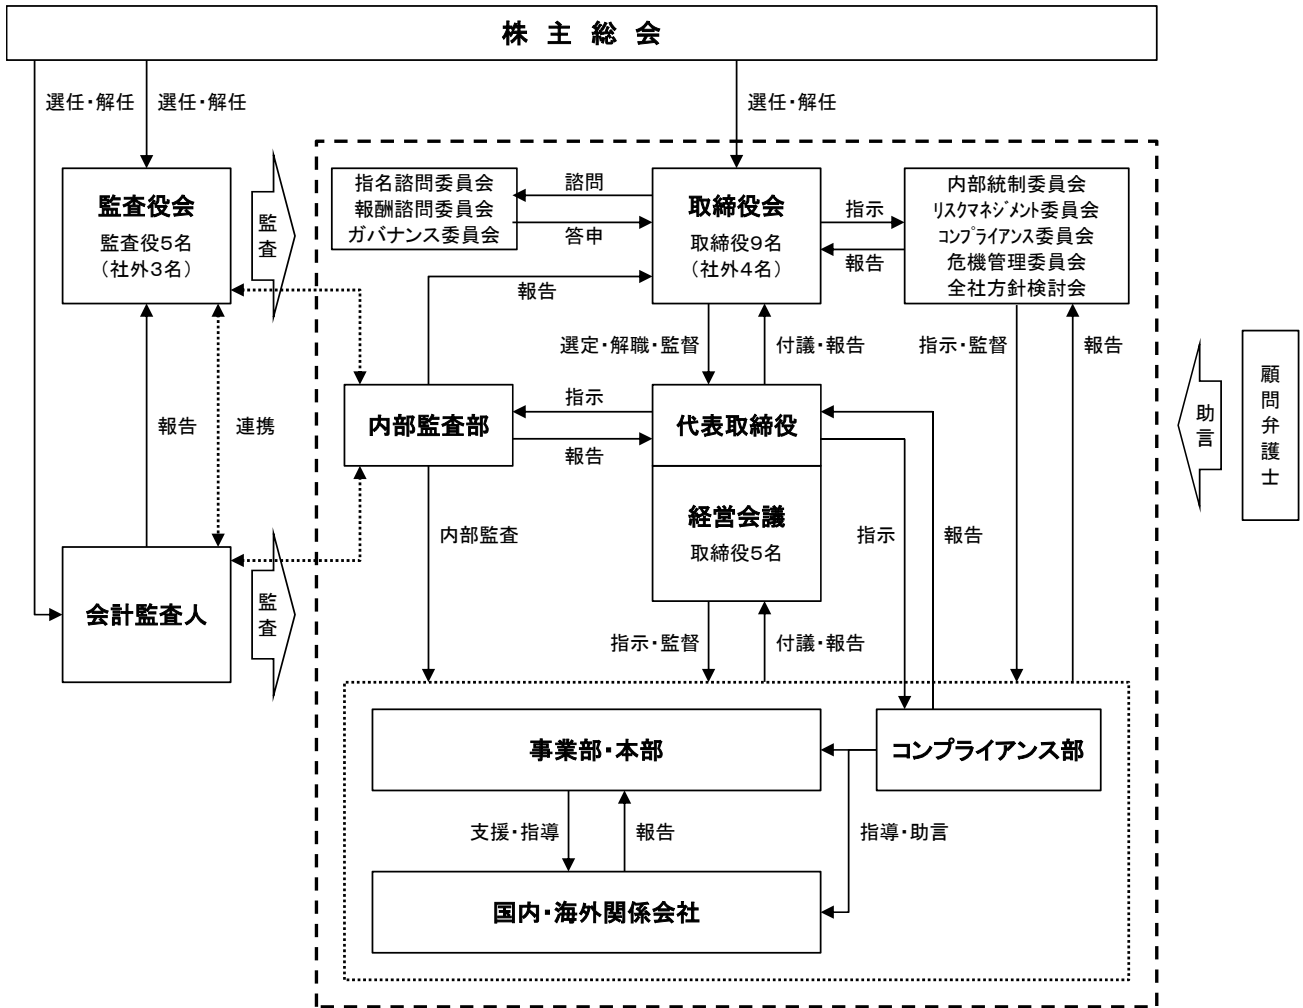 株 主 総 会
選任・解任
選任・解任
選任・解任
監査役会
監査役5名
（社外3名）
監査
指名諮問委員会
報酬諮問委員会
ガバナンス委員会
諮問
答申
取締役会
取締役9名
（社外4名）
指示
報告
内部統制委員会
ﾘｽｸﾏﾈｼﾞﾒﾝﾄ委員会
ｺﾝﾌﾟﾗｲｱﾝｽ委員会
危機管理委員会
全社方針検討会
報告
選定・解職・監督
付議・報告
指示・監督
報告
助言
顧問弁護士
報告
連携
内部監査部
指示
報告
代表取締役
経営会議
取締役5名
内部監査
指示
報告
会計監査人
監査
指示・監督
付議・報告
事業部・本部
コンプライアンス部
支援・指導
報告
指導・助言
国内・海外関係会社